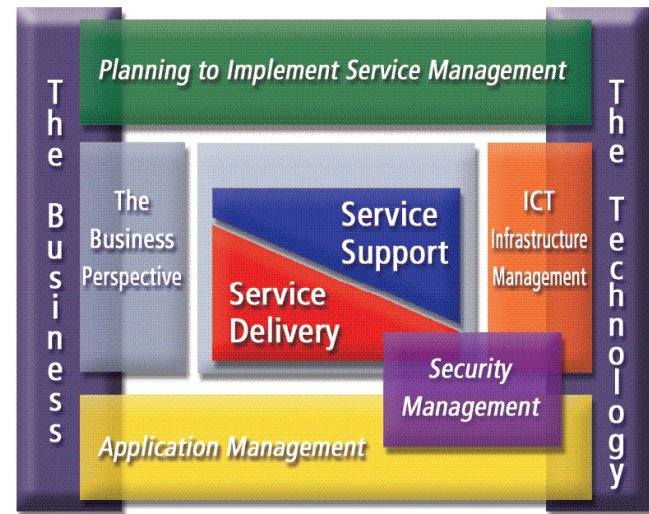 Planning to Implement Service Management
The Business
The Technology
The
Business
Perspective
Service
Support
Service
Delivery
ICT
Infrastructure
Management
Security
Management
Application Management